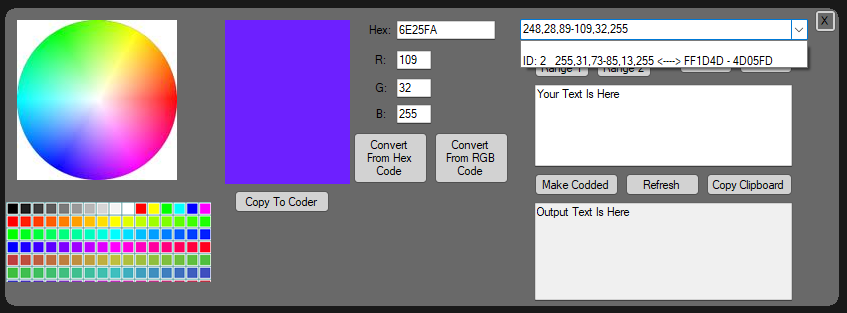 X
Hex: 6E25FA
248,28,89-109,32,255
R: 109
ID: 2 255,31,73-85,13,255 <----> FF1D4D - 4D05FD
Range 1 Range 2
G: 32
B: 255
Your Text Is Here
Convert
From Hex
Code
Convert
From RGB
Code
Make Codded Refresh Copy Clipboard
Copy To Coder
Output Text Is Here